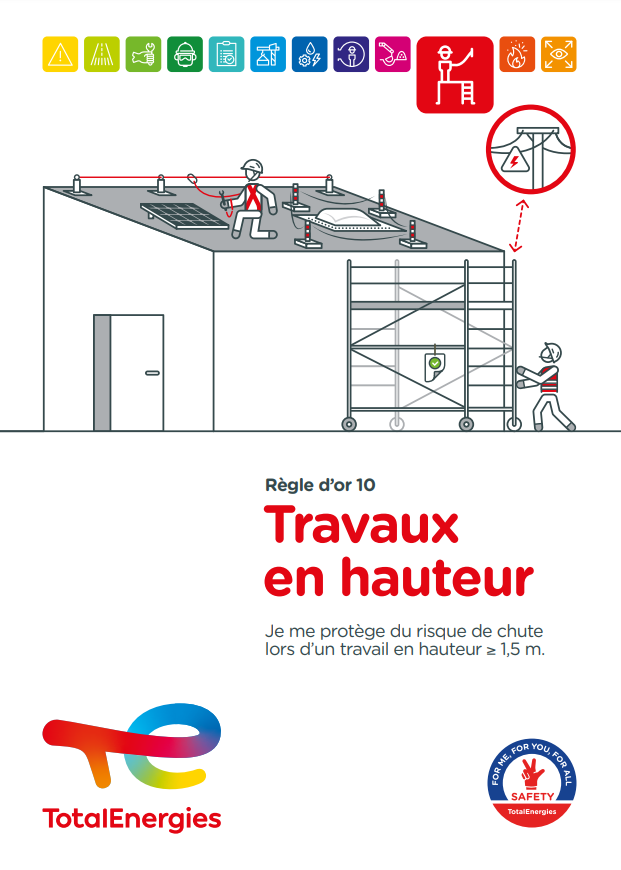 Règle d’or 10
Travaux
en hauteur
Je me protège du risque de chute
lors d’un travail en hauteur ≥ 1,5 m.
TotalEnergies
FOR ME, FOR YOU, FOR ALL
SAFETY
TotalEnergies